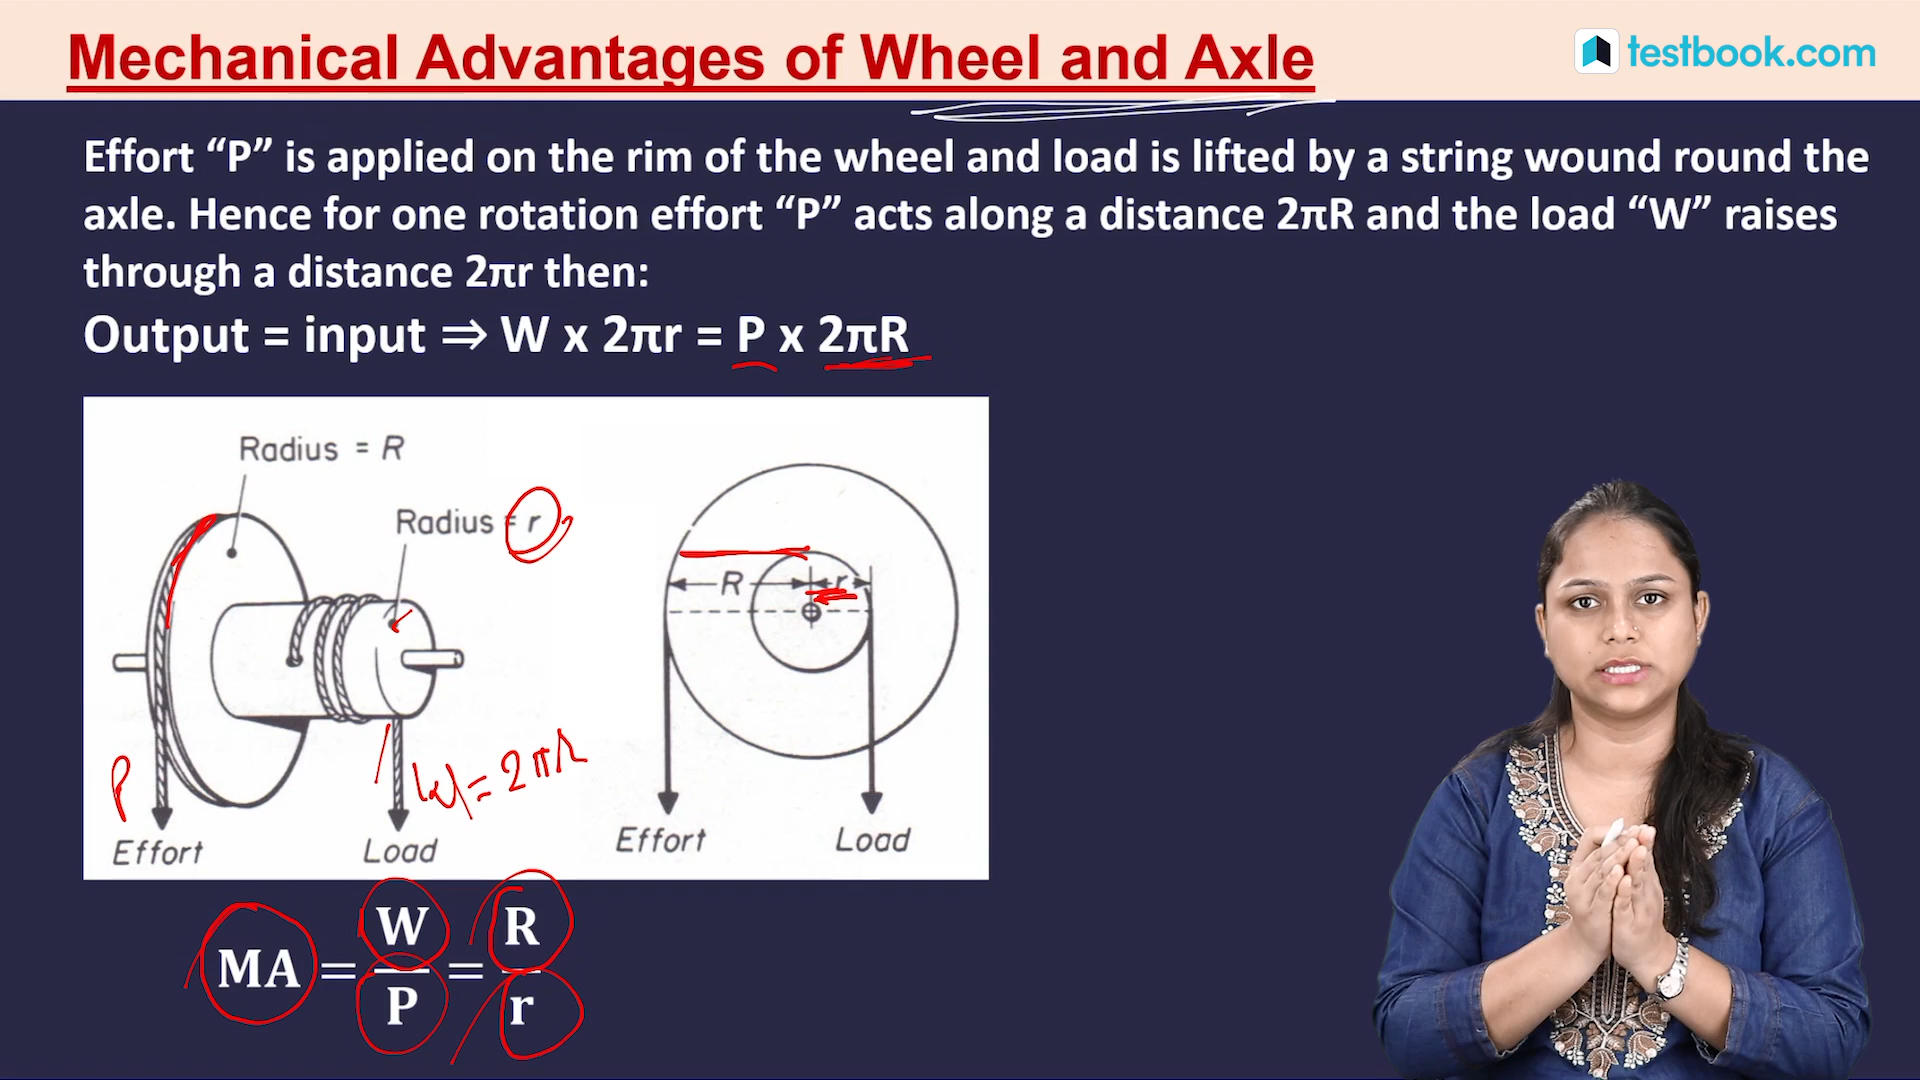 Mechanical Advantages of Wheel and Axle
testbook.com
Effort “P” is applied on the rim of the wheel and load is lifted by a string wound round the
axle. Hence for one rotation effort “P” acts along a distance 2πR and the load “W” raises
through a distance 2πr then:
Output = input ⇒ W x 2πr = P x 2πR
Radius = R
Radius = r
R
r
P
W = 2πr
Effort
Load
Effort
Load
MA = W/P = R/r